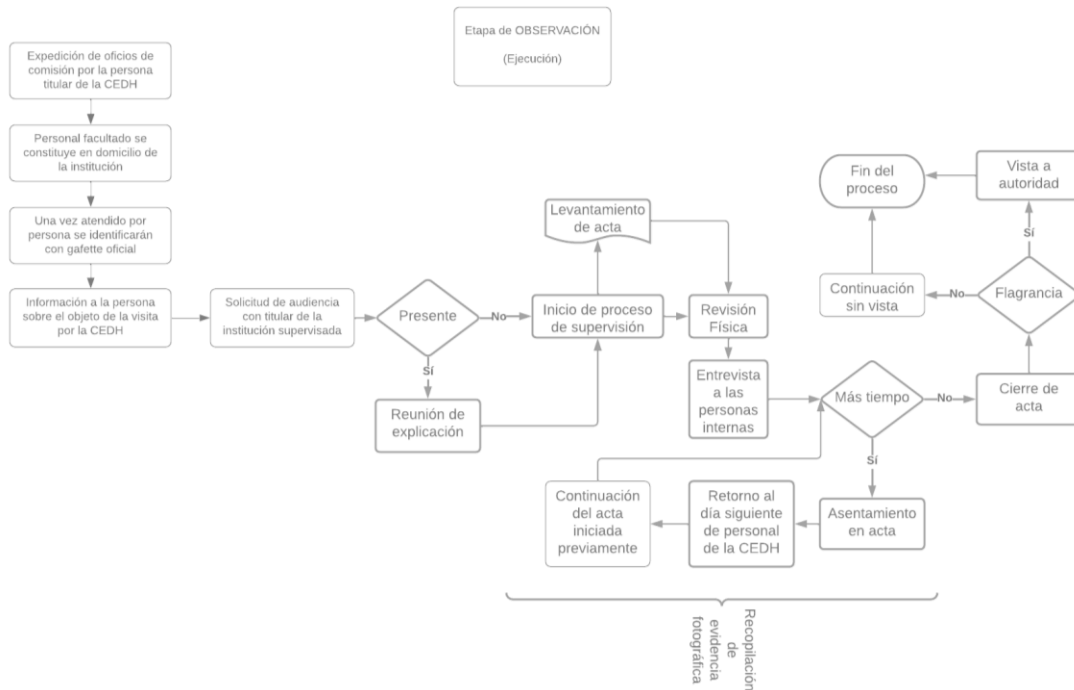 Etapa de OBSERVACIÓN
(Ejecución)
Expedición de oficios de
comisión por la persona
titular de la CEDH
Personal facultado se
constituye en domicilio de
la institución
Una vez atendido por
persona se identificarán
con gafette oficial
Información a la persona
sobre el objeto de la visita
por la CEDH
Solicitud de audiencia
con titular de la
institución supervisada
Presente
No
Sí
Reunión de
explicación
Inicio de proceso
de supervisión
Levantamiento
de acta
Revisión
Física
Entrevista
a las
personas
internas
Más tiempo
No
Sí
Asentamiento
en acta
Retorno al
día siguiente
de personal
de la CEDH
Continuación
del acta
iniciada
previamente
Cierre de
acta
Flagrancia
Sí
No
Vista a
autoridad
Continuación
sin vista
Fin del
proceso
Recopilación
de
evidencia
fotográfica